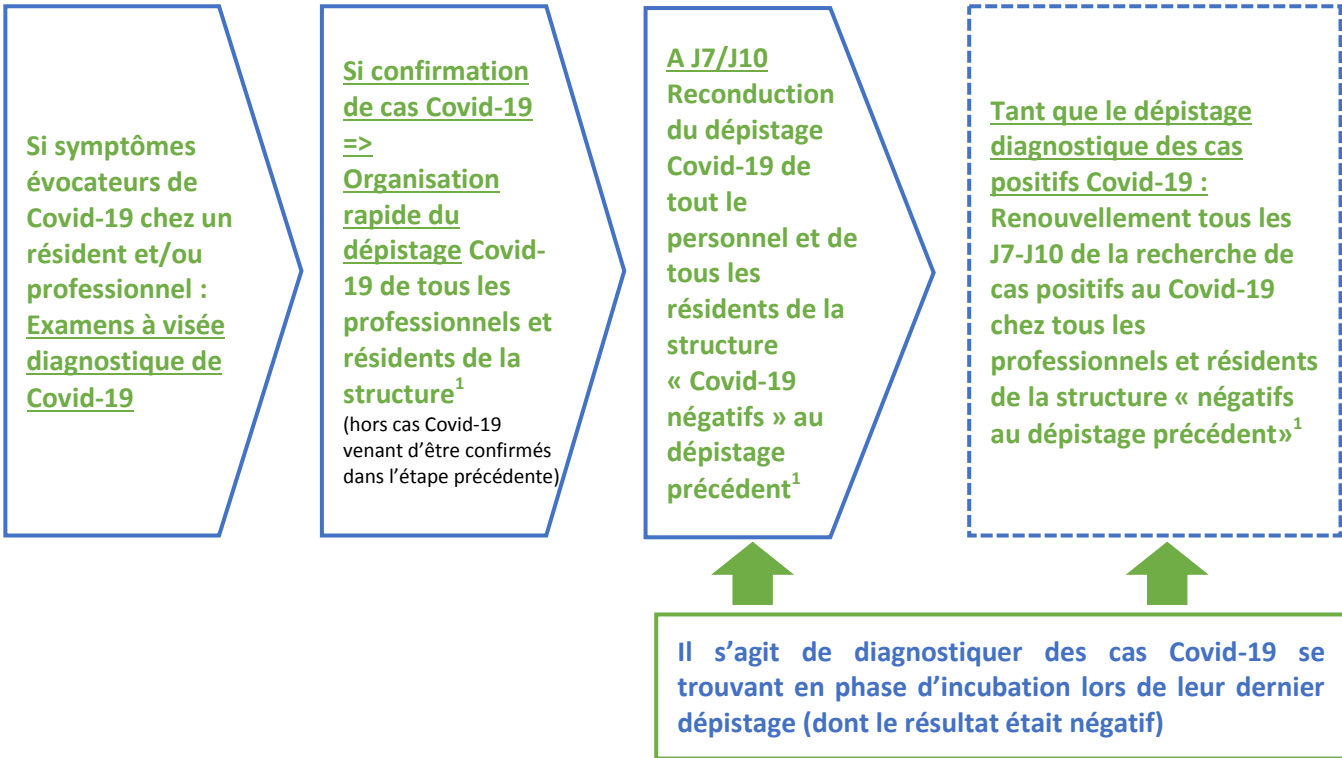 Si symptômes
évocateurs de
Covid-19 chez un
résident et/ou
professionnel :
Examens à visée
diagnostique de
Covid-19
Si confirmation
de cas Covid-19
=>
Organisation
rapide du
dépistage Covid-
19 de tous les
professionnels et
résidents de la
structure1
(hors cas Covid-19
venant d'être confirmés
dans l'étape précédente)
A J7/J10
Reconduction
du dépistage
Covid-19 de
tout le
personnel et de
tous les
résidents de la
structure
« Covid-19
négatifs » au
dépistage
précédent1
Tant que le dépistage
diagnostique des cas
positifs Covid-19 :
Renouvellement tous les
J7-J10 de la recherche de
cas positifs au Covid-19
chez tous les
professionnels et résidents
de la structure « négatifs
au dépistage précédent»1
Il s'agit de diagnostiquer des cas Covid-19 se
trouvant en phase d'incubation lors de leur dernier
dépistage (dont le résultat était négatif)